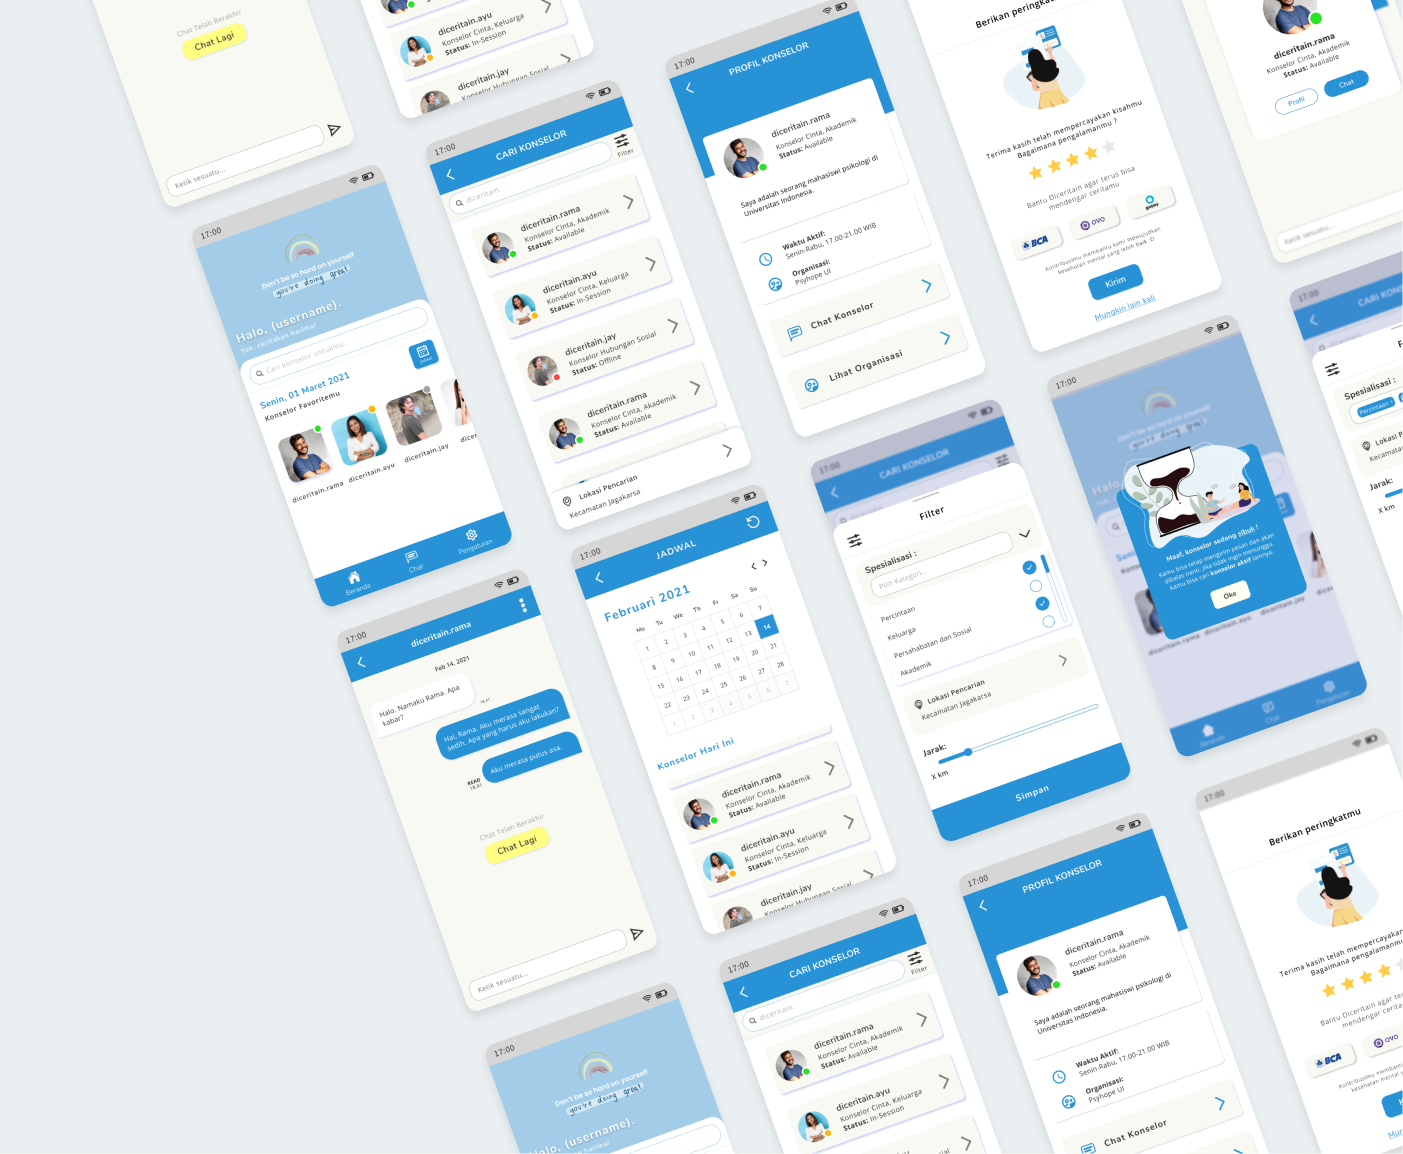 Chat Telah Berakhir
Chat Lagi
Ketik sesuatu...
diceritain.ayu
Konselor Cinta, Keluarga
Status: In-Session
diceritain.jay
Konselor Hubungan Sosial
17:00
CARI KONSELOR
diceritain.
Filter
diceritain.rama
Konselor Cinta, Akademik
Status: Available
diceritain.ayu
Konselor Cinta, Keluarga
Status: In-Session
diceritain.jay
Konselor Hubungan Sosial
Status: Offline
diceritain.rama
Konselor Cinta, Akademik
Status: Available
Lokasi Pencarian
Kecamatan Jagakarsa
17:00
PROFIL KONSELOR
diceritain.rama
Konselor Cinta, Akademik
Status: Available
Saya adalah seorang mahasiswi psikologi di
Universitas Indonesia.
Waktu Aktif:
Senin-Rabu, 17.00-21.00 WIB
Organisasi:
Psyhope UI
Chat Konselor
Lihat Organisasi
Berikan peringkatmu
Terima kasih telah mempercayakan kisahmu
Bagaimana pengalamanmu ?
Bantu Diceritain agar terus bisa
mendengar ceritamu
BCA
OVO
gopay
Kontribusimu membantu kami mewujudkan
kesehatan mental yang lebih baik :D
Kirim
Mungkin lain kali
diceritain.rama
Konselor Cinta, Akademik
Status: Available
Profil
Chat
Ketik sesuatu...
17:00
Don't be so hard on yourself
you're doing great
Halo, (username).
Yuk, ceritakan harimu!
Cari konselor untukmu..
Senin, 01 Maret 2021
Konselor Favoritemu
diceritain.rama
diceritain.ayu
diceritain.jay
dicer
Beranda
Chat
Pengaturan
17:00
diceritain.rama
Feb 14, 2021
Halo. Namaku Rama. Apa
kabar?
18.41
Hai, Rama. Aku merasa sangat
sedih. Apa yang harus aku lakukan?
Aku merasa putus asa.
READ
18.41
Chat Telah Berakhir
Chat Lagi
Ketik sesuatu...
17:00
JADWAL
Februari 2021
Mo Tu We Th Fr Sa Su
1 2 3 4 5 6 7
8 9 10 11 12 13 14
15 16 17 18 19 20 21
22 23 24 25 26 27 28
1 2 3 4 5 6 7
Konselor Hari Ini
diceritain.rama
Konselor Cinta, Akademik
Status: Available
diceritain.ayu
Konselor Cinta, Keluarga
Status: In-Session
diceritain.jay
Konselor Hubungan Sosial
17:00
CARI KONSELOR
Filter
Spesialisasi :
Pilih Kategori...
Percintaan
Keluarga
Persahabatan dan Sosial
Akademik
Lokasi Pencarian
Kecamatan Jagakarsa
Jarak:
X km
Simpan
17:00
Don't be so hard on yourself
Halo
Maaf, konselor sedang sibuk !
Kamu bisa tetap mengirim pesan dan akan
dibalas nanti. Jika tidak ingin menunggu,
kamu bisa cari konselor aktif lainnya.
Oke
diceritain.rama
diceritain.ayu
diceritain.jay
Beranda
Chat
Pengaturan
17:00
CARI KONS
Spesialisasi :
Percintaan
Lokasi
Kecamata
Jarak:
X km
17:00
Don't be so hard on yourself
you're doing great
Halo, (username).
17:00
CARI KONSELOR
diceritain.
Filter
diceritain.rama
Konselor Cinta, Akademik
Status: Available
diceritain.ayu
Konselor Cinta, Keluarga
Status: In-Session
diceritain.jay
17:00
PROFIL KONSELOR
diceritain.rama
Konselor Cinta, Akademik
Status: Available
Saya adalah seorang mahasiswi psikologi di
Universitas Indonesia.
Waktu Aktif:
Senin-Rabu, 17.00-21.00 WIB
Organisasi:
Psyhope UI
Chat Konselor
17:00
Berikan peringkatmu
Terima kasih telah mempercayakan
Bagaimana pengalamanmu
Bantu Diceritain agar te
mendengar cerita
BCA
OVO
Kontribusimu memban
kesehatan mental y
K
Mun